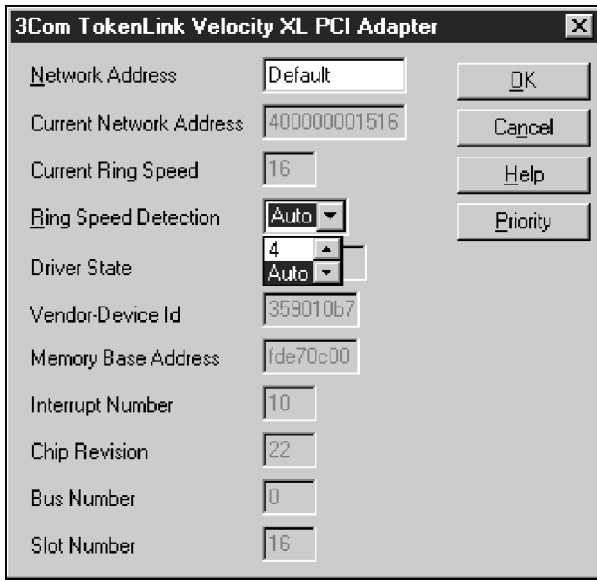 3Com TokenLink Velocity XL PCI Adapter
Network Address Default OK
Current Network Address 400000001516 Cancel
Current Ring Speed 16 Help
Ring Speed Detection Auto Priority
4
Driver State Auto
Vendor-Device Id 359010b7
Memory Base Address fde70c00
Interrupt Number 10
Chip Revision 22
Bus Number 0
Slot Number 16